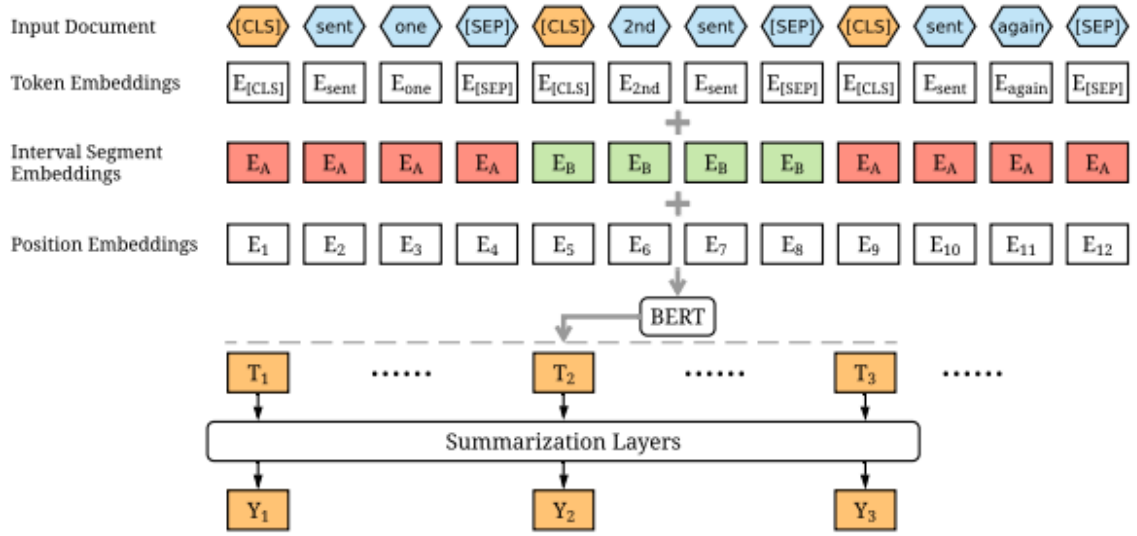 Input Document [CLS] sent one [SEP] [CLS] 2nd sent [SEP] [CLS] sent again [SEP]
Token Embeddings E[CLS] Esent Eone E[SEP] E[CLS] E2nd Esent E[SEP] E[CLS] Esent Eagain E[SEP]
+
Interval Segment
Embeddings EA EA EA EA EB EB EB EB EA EA EA EA
+
Position Embeddings E1 E2 E3 E4 E5 E6 E7 E8 E9 E10 E11 E12
BERT
T1 ...... T2 ...... T3 ......
Summarization Layers
Y1 Y2 Y3